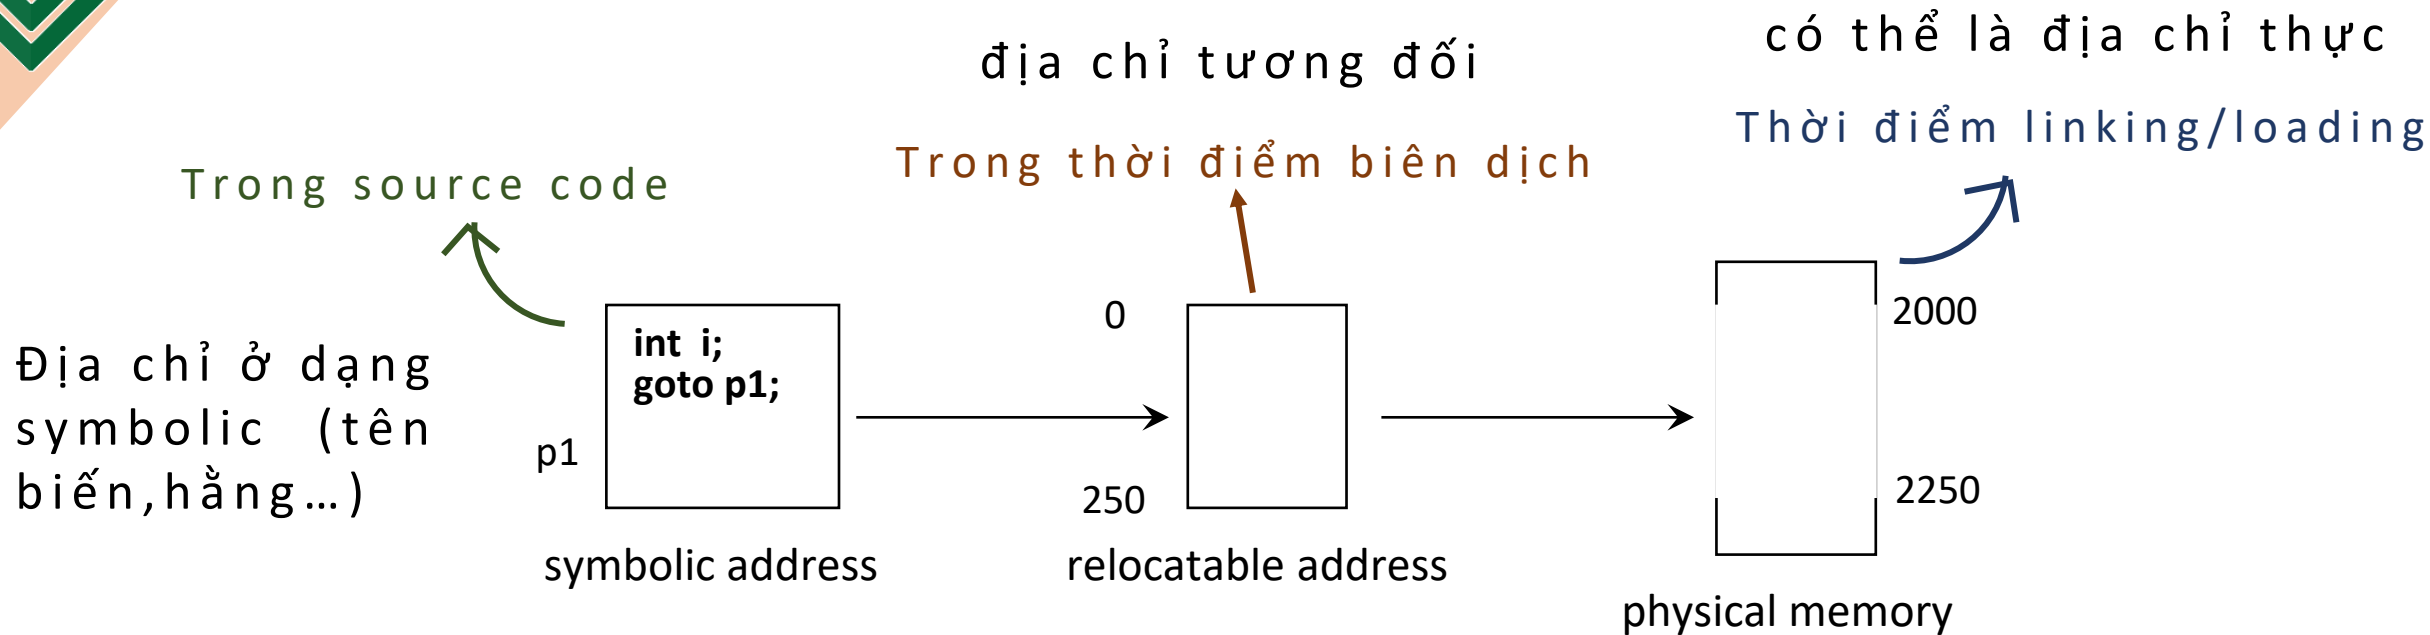 có thể là địa chỉ thực
địa chỉ tương đối
Thời điểm linking/loading
Trong thời điểm biên dịch
Trong source code
0
2000
int i;
goto p1;
Địa chỉ ở dạng
symbolic (tên
biến,hằng…)
p1
250
2250
symbolic address
relocatable address
physical memory